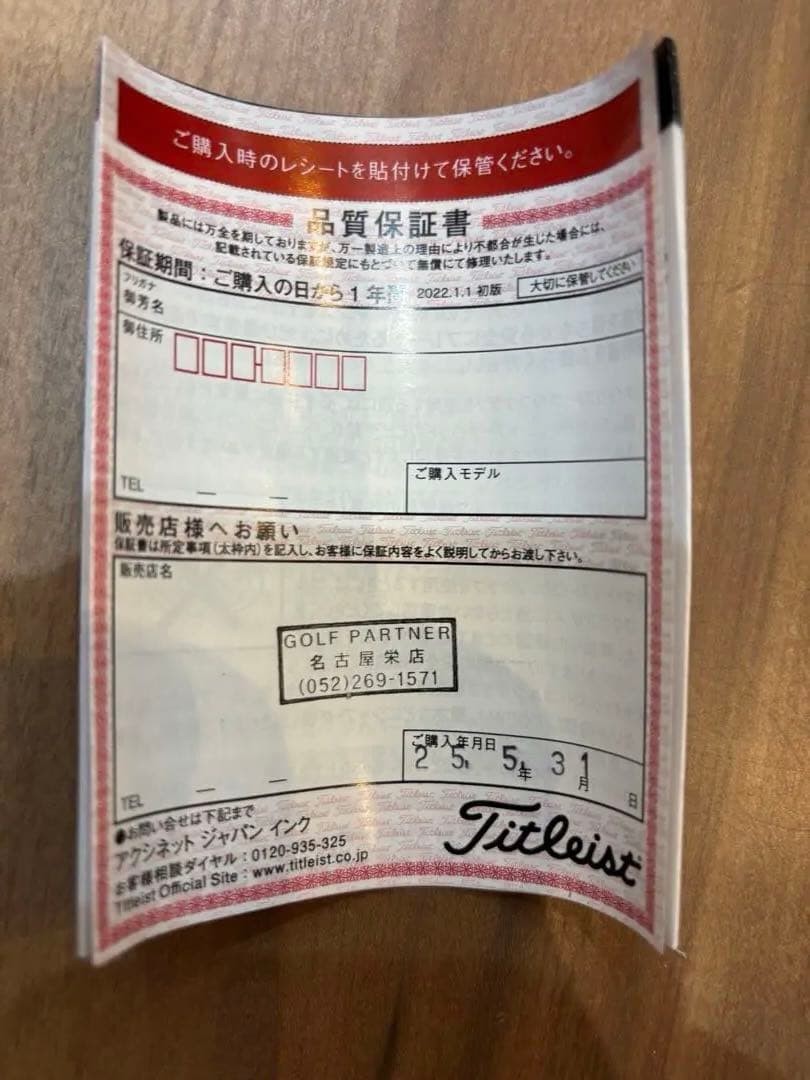 ご購入時のレシートを貼付けて保管ください。
品質保証書
製品には万全を期しておりますが、万一製造上の理由により不都合が生じた場合には、
記載されている保証規定にもとづいて無償にて修理いたします。
保証期間：ご購入の日から1年間 2022.1.1 初版 大切に保管してください
フリガナ
御芳名
御住所
TEL — —
ご購入モデル
販売店様へお願い
保証書は所定事項(太枠内)を記入し、お客様に保証内容をよく説明してからお渡し下さい。
販売店名
GOLF PARTNER
名古屋栄店
(052)269-1571
ご購入年月日
25. 5. 31
年 月 日
TEL — —
●お問い合せは下記まで
アクシネット ジャパン インク
お客様相談ダイヤル：0120-935-325
Titleist Official Site：www.titleist.co.jp
Titleist